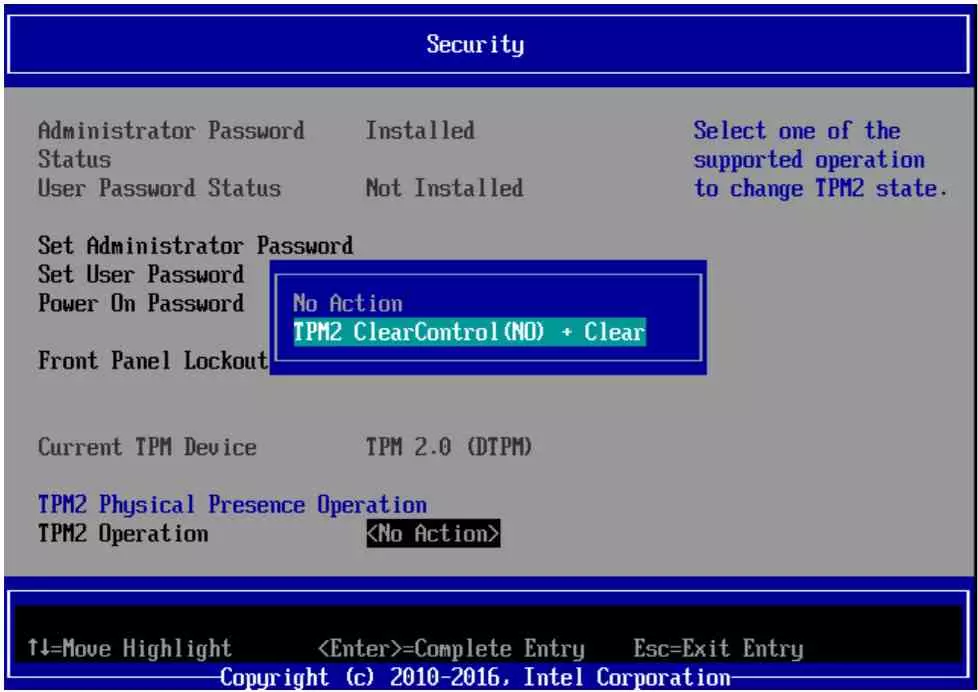 Security
Administrator Password Installed
Status
User Password Status Not Installed
Select one of the
supported operation
to change TPM2 state.
Set Administrator Password
Set User Password
Power On Password
Front Panel Lockout
No Action
TPM2 ClearControl(NO) + Clear
Current TPM Device TPM 2.0 (DTPM)
TPM2 Physical Presence Operation
TPM2 Operation <No Action>
↑↓=Move Highlight <Enter>=Complete Entry Esc=Exit Entry
Copyright (c) 2010-2016, Intel Corporation